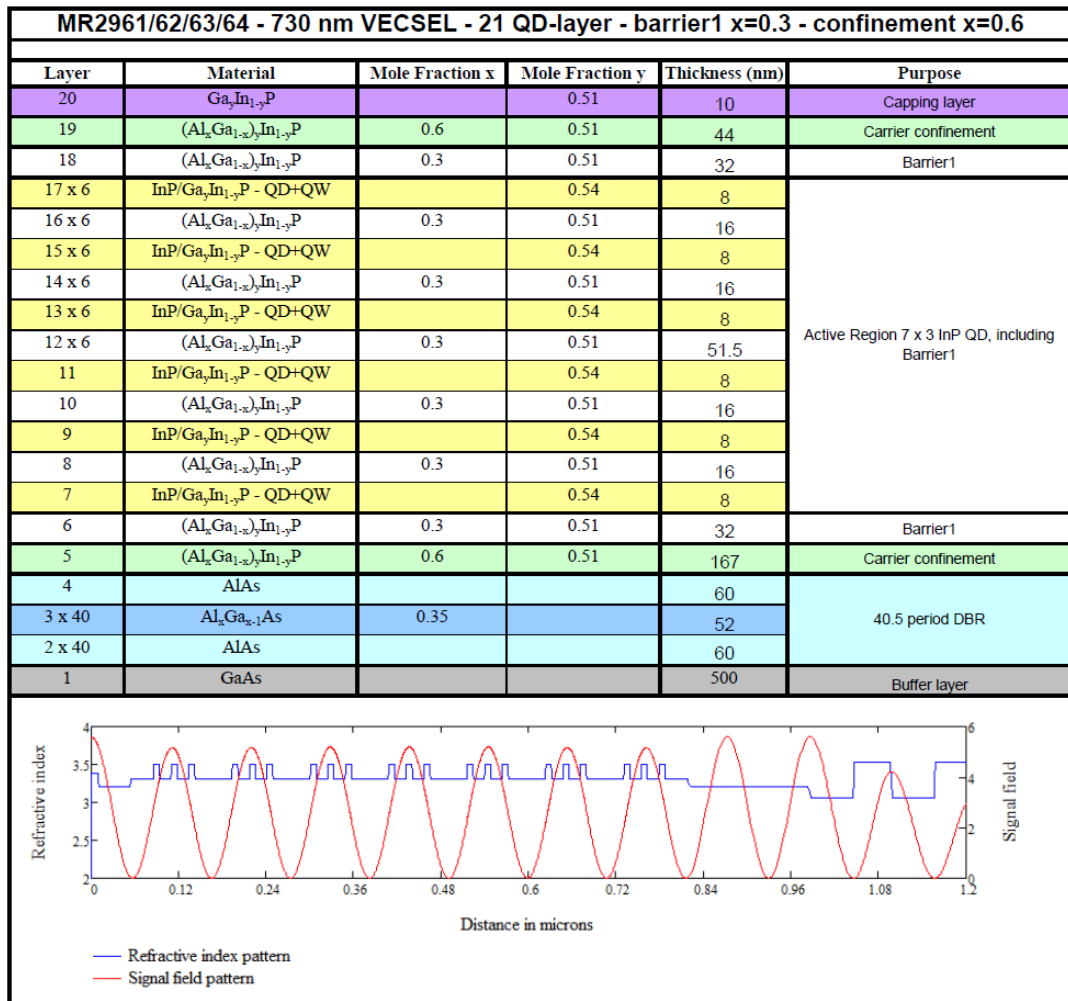 MR2961/62/63/64 - 730 nm VECSEL - 21 QD-layer - barrier1 x=0.3 - confinement x=0.6
Layer Material Mole Fraction x Mole Fraction y Thickness (nm) Purpose
20 GayIn1-yP 0.51 10 Capping layer
19 (AlxGa1-x)yIn1-yP 0.6 0.51 44 Carrier confinement
18 (AlxGa1-x)yIn1-yP 0.3 0.51 32 Barrier1
17 x 6 InP/GayIn1-yP - QD+QW 0.54 8
16 x 6 (AlxGa1-x)yIn1-yP 0.3 0.51 16
15 x 6 InP/GayIn1-yP - QD+QW 0.54 8
14 x 6 (AlxGa1-x)yIn1-yP 0.3 0.51 16
13 x 6 InP/GayIn1-yP - QD+QW 0.54 8
12 x 6 (AlxGa1-x)yIn1-yP 0.3 0.51 51.5
Active Region 7 x 3 InP QD, including
Barrier1
11 InP/GayIn1-yP - QD+QW 0.54 8
10 (AlxGa1-x)yIn1-yP 0.3 0.51 16
9 InP/GayIn1-yP - QD+QW 0.54 8
8 (AlxGa1-x)yIn1-yP 0.3 0.51 16
7 InP/GayIn1-yP - QD+QW 0.54 8
6 (AlxGa1-x)yIn1-yP 0.3 0.51 32 Barrier1
5 (AlxGa1-x)yIn1-yP 0.6 0.51 167 Carrier confinement
4 AlAs 60
3 x 40 AlxGax-1As 0.35 52 40.5 period DBR
2 x 40 AlAs 60
1 GaAs 500 Buffer layer
4 6
3.5
3 4
2.5 2
2 0
Refractive index
Signal field
0 0.12 0.24 0.36 0.48 0.6 0.72 0.84 0.96 1.08 1.2
Distance in microns
Refractive index pattern
Signal field pattern